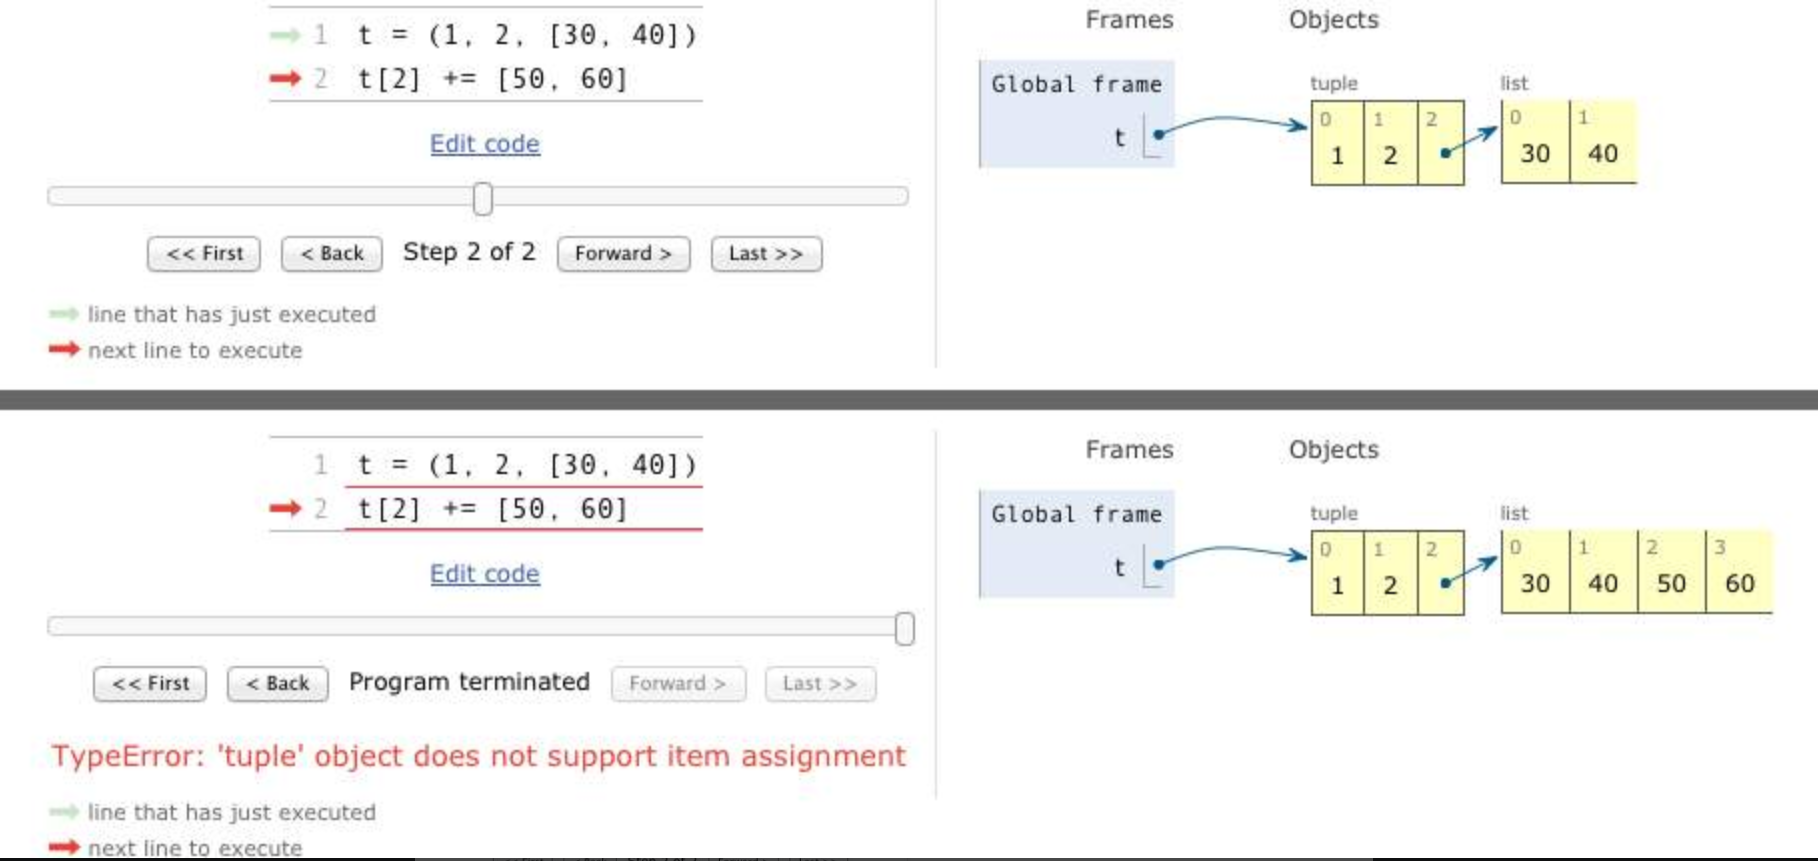 1 t = (1, 2, [30, 40])
2 t[2] += [50, 60]
Edit code
<< First < Back Step 2 of 2 Forward > Last >>
line that has just executed
next line to execute
Frames Objects
Global frame
t
tuple list
0 1 2 0 1
1 2 30 40
1 t = (1, 2, [30, 40])
2 t[2] += [50, 60]
Edit code
<< First < Back Program terminated Forward > Last >>
TypeError: 'tuple' object does not support item assignment
line that has just executed
next line to execute
Frames Objects
Global frame
t
tuple list
0 1 2 0 1 2 3
1 2 30 40 50 60